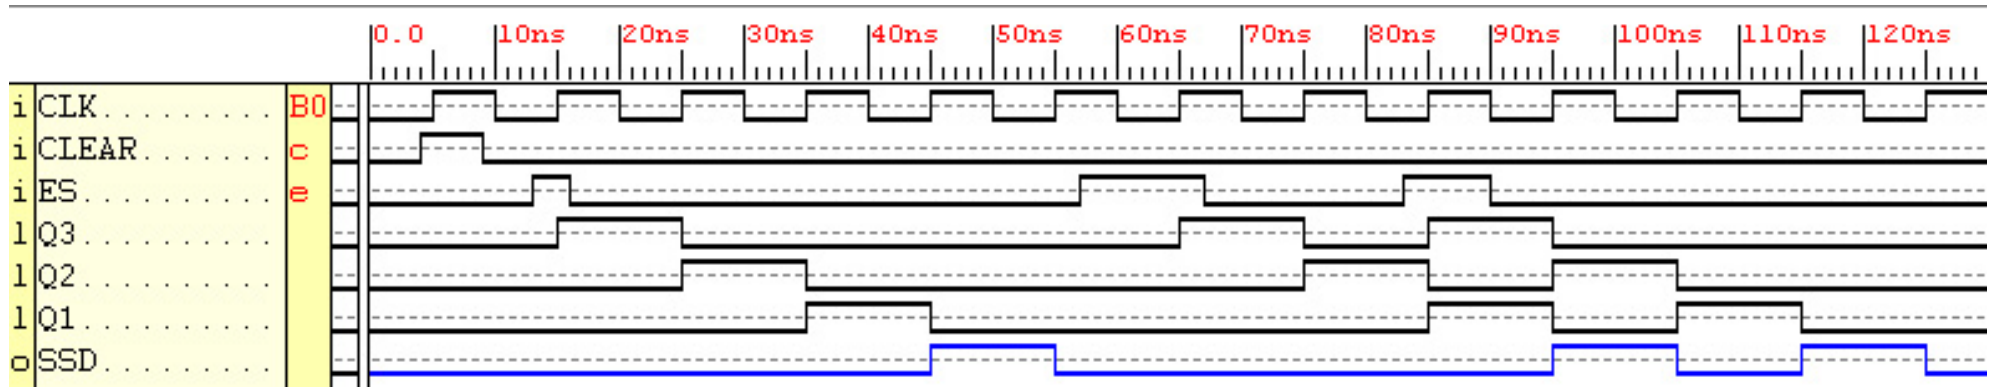 0.0 10ns 20ns 30ns 40ns 50ns 60ns 70ns 80ns 90ns 100ns 110ns 120ns
i CLK......... B0
i CLEAR....... c
i ES.......... e
l Q3..........
l Q2..........
l Q1..........
o SSD.........